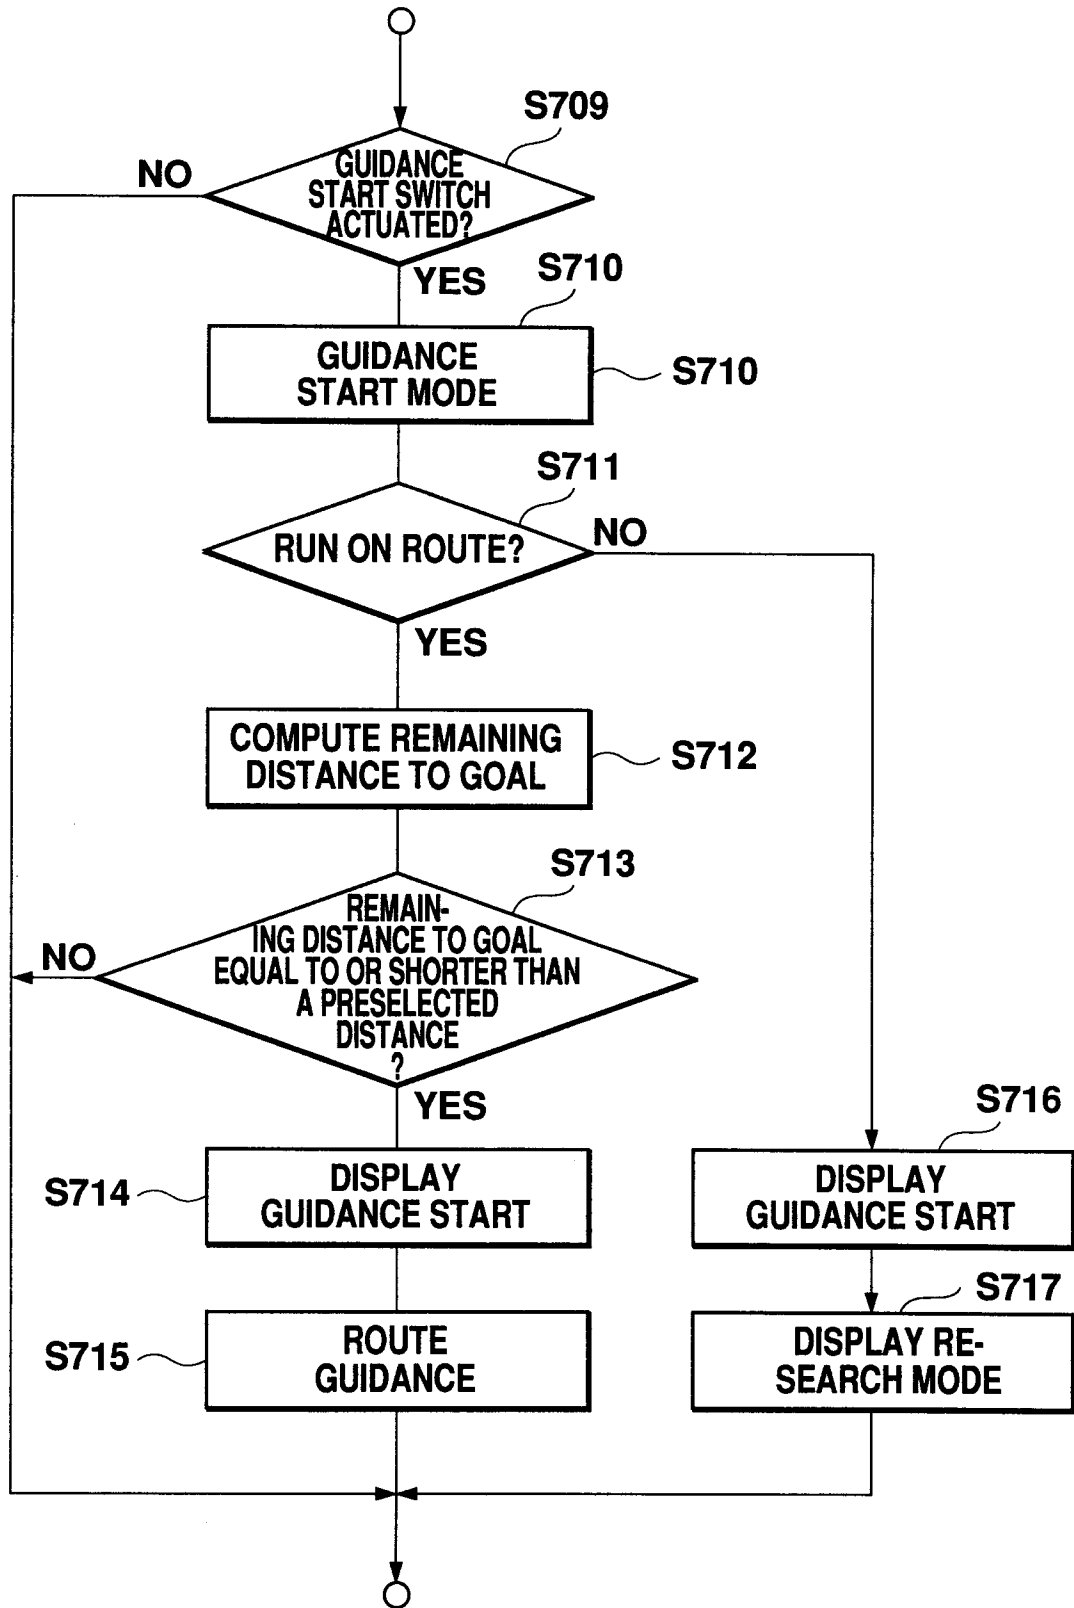 S709
NO
GUIDANCE
START SWITCH
ACTUATED?
YES
S710
GUIDANCE
START MODE
S710
S711
RUN ON ROUTE?
NO
YES
COMPUTE REMAINING
DISTANCE TO GOAL
S712
S713
REMAIN-
ING DISTANCE TO GOAL
EQUAL TO OR SHORTER THAN
A PRESELECTED
DISTANCE
?
NO
YES
S714
DISPLAY
GUIDANCE START
S716
DISPLAY
GUIDANCE START
S715
ROUTE
GUIDANCE
S717
DISPLAY RE-
SEARCH MODE